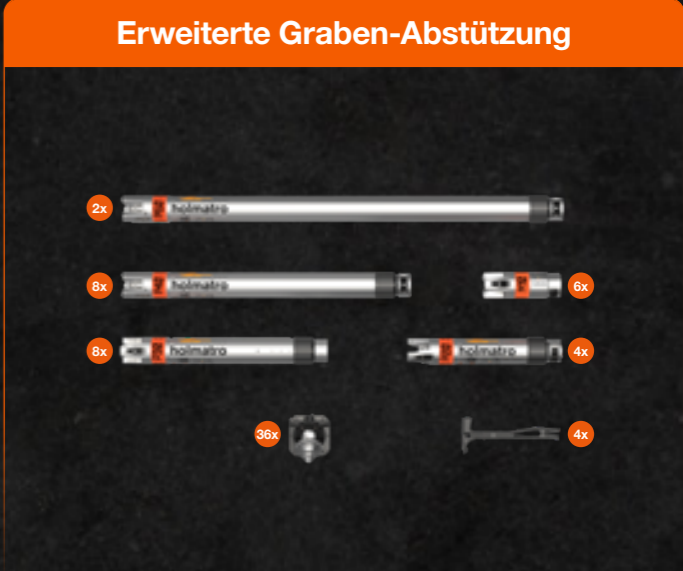 Erweiterte Graben-Abstützung
2x
holmatro
8x
holmatro
6x
8x
holmatro
holmatro
4x
36x
4x